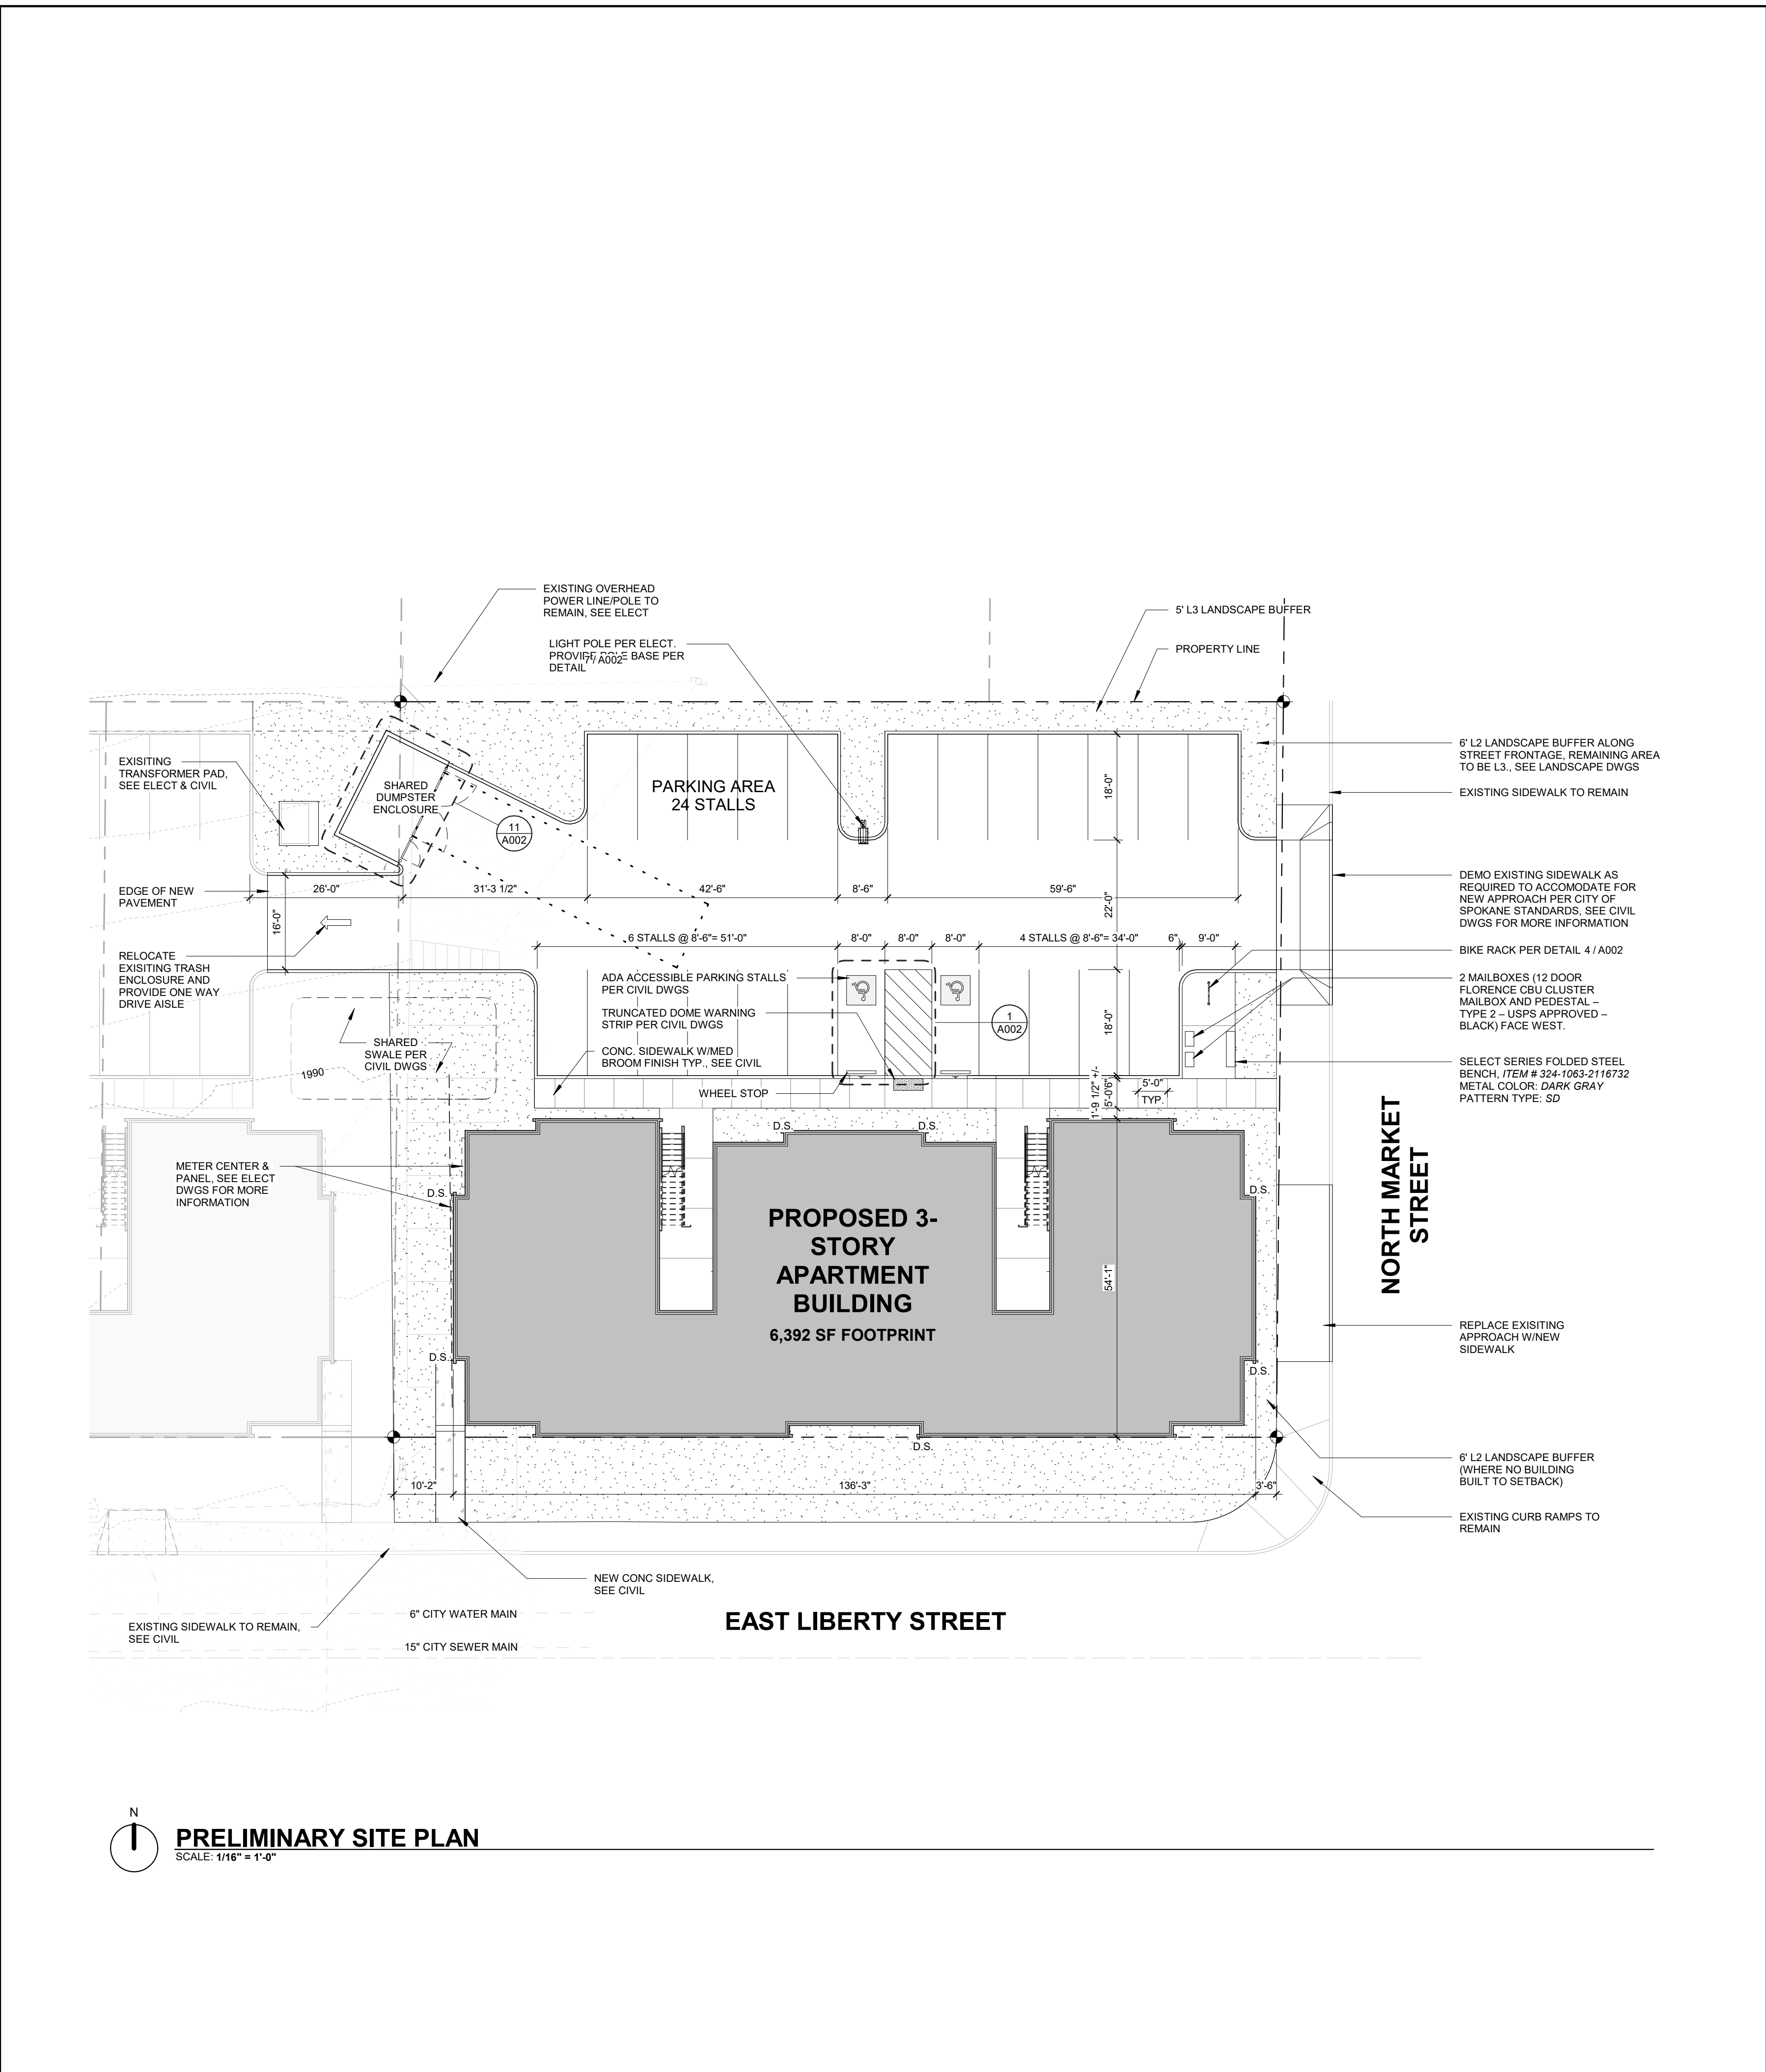 EXISTING OVERHEAD
POWER LINE/POLE TO
REMAIN, SEE ELECT
LIGHT POLE PER ELECT.
PROVIDE POLE BASE PER
DETAIL
7 / A002
5' L3 LANDSCAPE BUFFER
PROPERTY LINE
6' L2 LANDSCAPE BUFFER ALONG
STREET FRONTAGE, REMAINING AREA
TO BE L3., SEE LANDSCAPE DWGS
EXISTING SIDEWALK TO REMAIN
EXISITING
TRANSFORMER PAD,
SEE ELECT & CIVIL
SHARED
DUMPSTER
ENCLOSURE
11
A002
PARKING AREA
24 STALLS
18'-0"
EDGE OF NEW
PAVEMENT
26'-0"
31'-3 1/2"
42'-6"
8'-6"
59'-6"
22'-0"
16'-0"
DEMO EXISTING SIDEWALK AS
REQUIRED TO ACCOMODATE FOR
NEW APPROACH PER CITY OF
SPOKANE STANDARDS, SEE CIVIL
DWGS FOR MORE INFORMATION
6 STALLS @ 8'-6"= 51'-0"
8'-0"
8'-0"
8'-0"
4 STALLS @ 8'-6"= 34'-0"
6"
9'-0"
BIKE RACK PER DETAIL 4 / A002
RELOCATE
EXISITING TRASH
ENCLOSURE AND
PROVIDE ONE WAY
DRIVE AISLE
ADA ACCESSIBLE PARKING STALLS
PER CIVIL DWGS
TRUNCATED DOME WARNING
STRIP PER CIVIL DWGS
CONC. SIDEWALK W/MED
BROOM FINISH TYP., SEE CIVIL
WHEEL STOP
1
A002
18'-0"
2 MAILBOXES (12 DOOR
FLORENCE CBU CLUSTER
MAILBOX AND PEDESTAL –
TYPE 2 – USPS APPROVED –
BLACK) FACE WEST.
SHARED
SWALE PER
CIVIL DWGS
1990
SELECT SERIES FOLDED STEEL
BENCH, ITEM # 324-1063-2116732
METAL COLOR: DARK GRAY
PATTERN TYPE: SD
1'-9 1/2" +/-
5'-0"
6"
5'-0"
TYP.
D.S.
D.S.
METER CENTER &
PANEL, SEE ELECT
DWGS FOR MORE
INFORMATION
D.S.
D.S.
PROPOSED 3-
STORY
APARTMENT
BUILDING
6,392 SF FOOTPRINT
54'-1"
NORTH MARKET
STREET
REPLACE EXISITING
APPROACH W/NEW
SIDEWALK
D.S.
D.S.
D.S.
10'-2"
136'-3"
3'-6"
6' L2 LANDSCAPE BUFFER
(WHERE NO BUILDING
BUILT TO SETBACK)
EXISTING CURB RAMPS TO
REMAIN
NEW CONC SIDEWALK,
SEE CIVIL
EXISTING SIDEWALK TO REMAIN,
SEE CIVIL
6" CITY WATER MAIN
15" CITY SEWER MAIN
EAST LIBERTY STREET
N
PRELIMINARY SITE PLAN
SCALE: 1/16" = 1'-0"